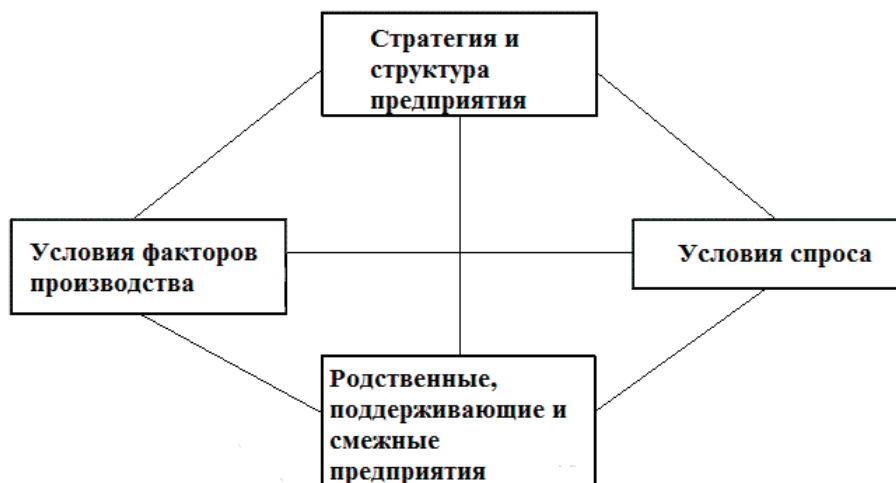 Стратегия и
структура
предприятия
Условия факторов
производства
Условия спроса
Родственные,
поддерживающие и
смежные
предприятия